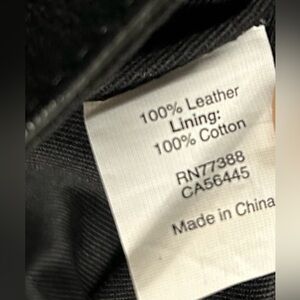 100% Leather
Lining:
100% Cotton
RN77388
CA56445
Made in China